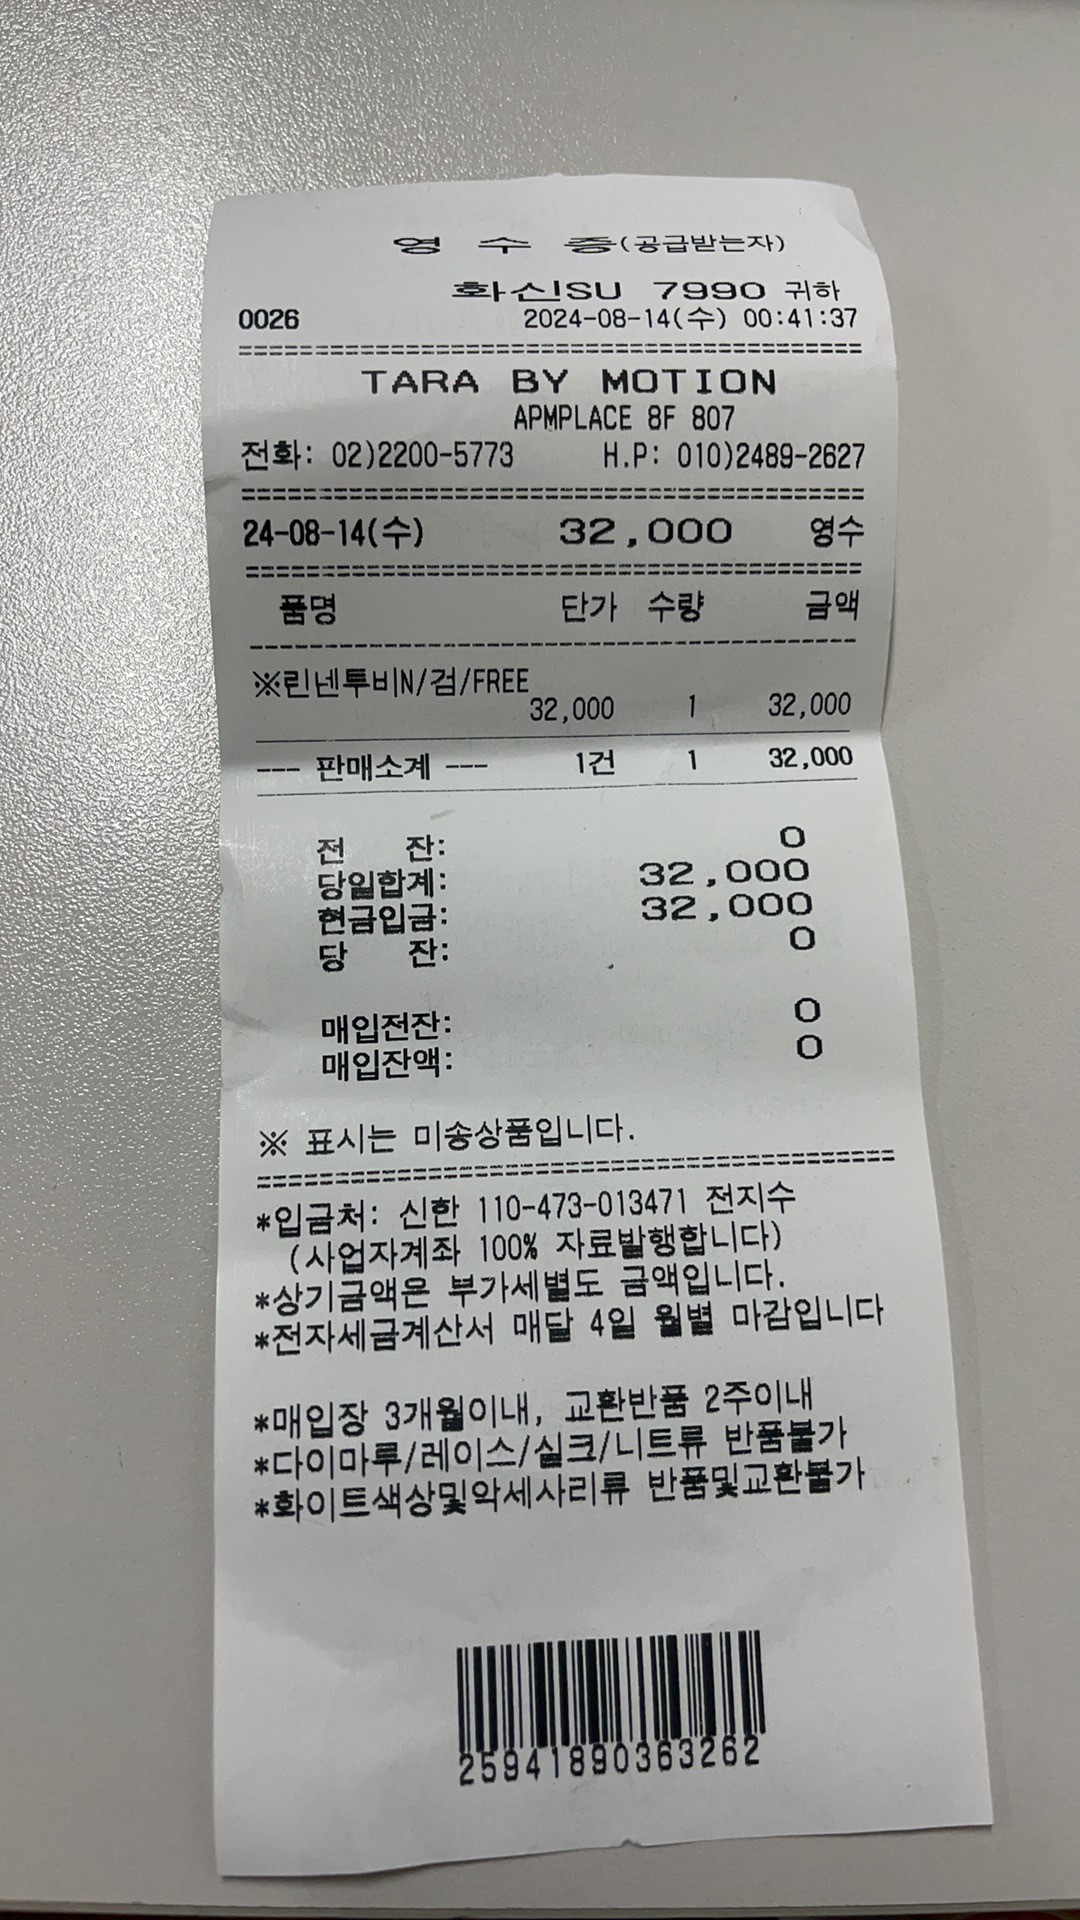 영 수 증(공급받는자)
화신SU 7990 귀하
0026 2024-08-14(수) 00:41:37
========================================
TARA BY MOTION
APMPLACE 8F 807
전화: 02)2200-5773 H.P: 010)2489-2627
========================================
24-08-14(수) 32,000 영수
========================================
품명 단가 수량 금액
----------------------------------------
※린넨투비N/검/FREE
32,000 1 32,000
--- 판매소계 --- 1건 1 32,000
전 잔: 0
당일합계: 32,000
현금입금: 32,000
당 잔: 0
매입전잔: 0
매입잔액: 0
※ 표시는 미송상품입니다.
========================================
*입금처: 신한 110-473-013471 전지수
(사업자계좌 100% 자료발행합니다)
*상기금액은 부가세별도 금액입니다.
*전자세금계산서 매달 4일 월별 마감입니다
*매입장 3개월이내, 교환반품 2주이내
*다이마루/레이스/실크/니트류 반품불가
*화이트색상및악세사리류 반품및교환불가
25941890363262